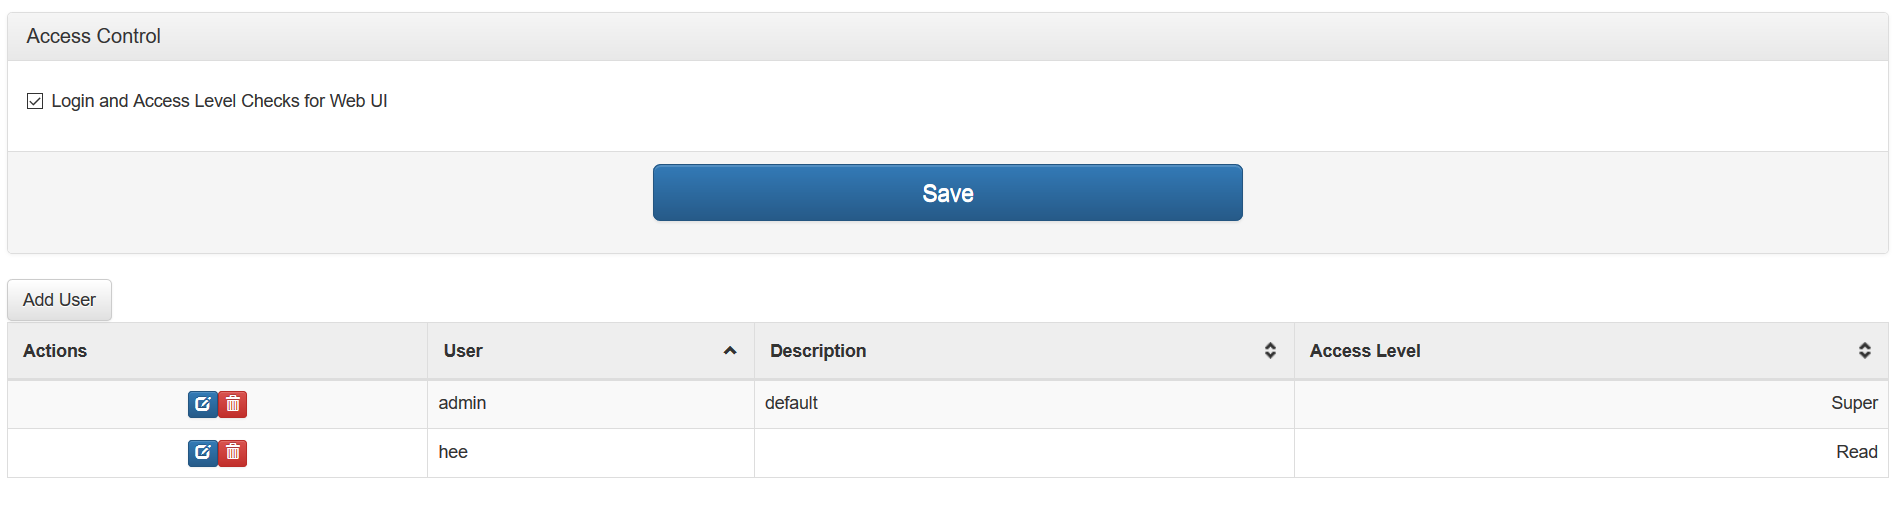 Access Control
Login and Access Level Checks for Web UI
Save
Add User
Actions User Description Access Level
admin default Super
hee Read